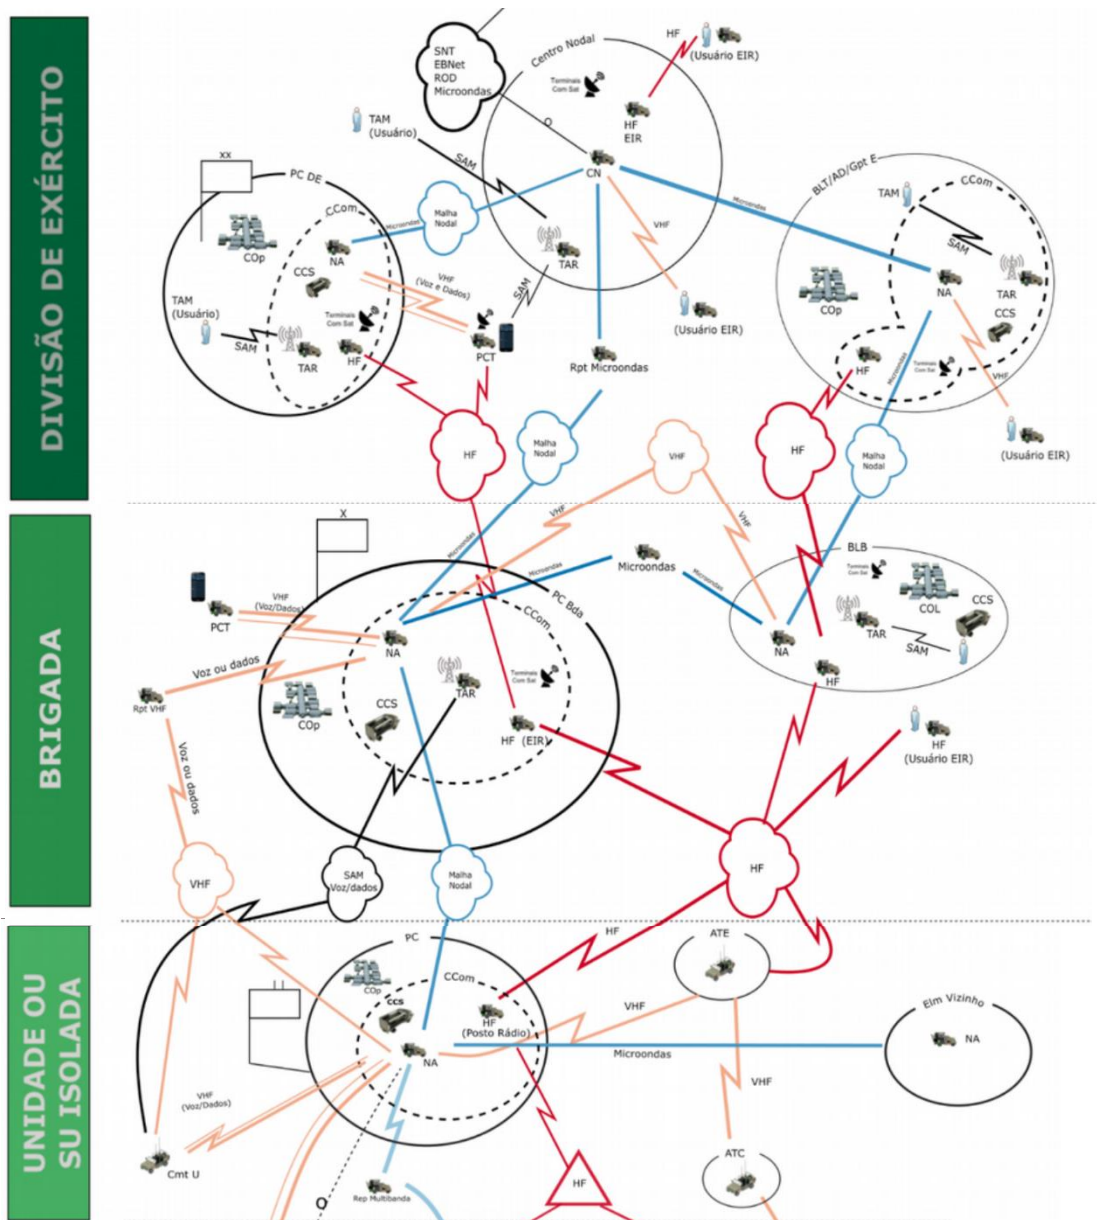 DIVISÃO DE EXÉRCITO
SNT
EBNet
ROD
Microondas
Centro Nodal
HF
(Usuário EIR)
Terminais
Com Sat
HF
EIR
TAM
(Usuário)
O
CN
SAM
Malha
Nodal
Microondas
Microondas
VHF
TAR
SAM
(Usuário EIR)
XX
PC DE
CCom
COp
NA
CCS
VHF
(Voz e Dados)
TAM
(Usuário)
Terminais
Com Sat
SAM
TAR
HF
PCT
Rpt Microondas
BLT/AD/Gpt E
CCom
TAM
SAM
COp
NA
TAR
CCS
HF
Microondas
Terminais
Com Sat
VHF
(Usuário EIR)
HF
Malha
Nodal
VHF
HF
Malha
Nodal
BRIGADA
X
Microondas
VHF
VHF
Microondas
Microondas
Microondas
PC Bda
CCom
VHF
(Voz/Dados)
PCT
NA
Voz ou dados
Rpt VHF
TAR
Terminais
Com Sat
COp
CCS
HF (EIR)
BLB
Terminais
Com Sat
COL
CCS
TAR
SAM
NA
HF
HF
(Usuário EIR)
Voz ou dados
VHF
SAM
Voz/dados
Malha
Nodal
HF
UNIDADE OU
SU ISOLADA
PC
HF
ATE
COp
CCom
CCS
HF
(Posto Rádio)
NA
VHF
Microondas
Elm Vizinho
NA
VHF
(Voz/Dados)
VHF
Cmt U
ATC
Rep Multibanda
O
HF